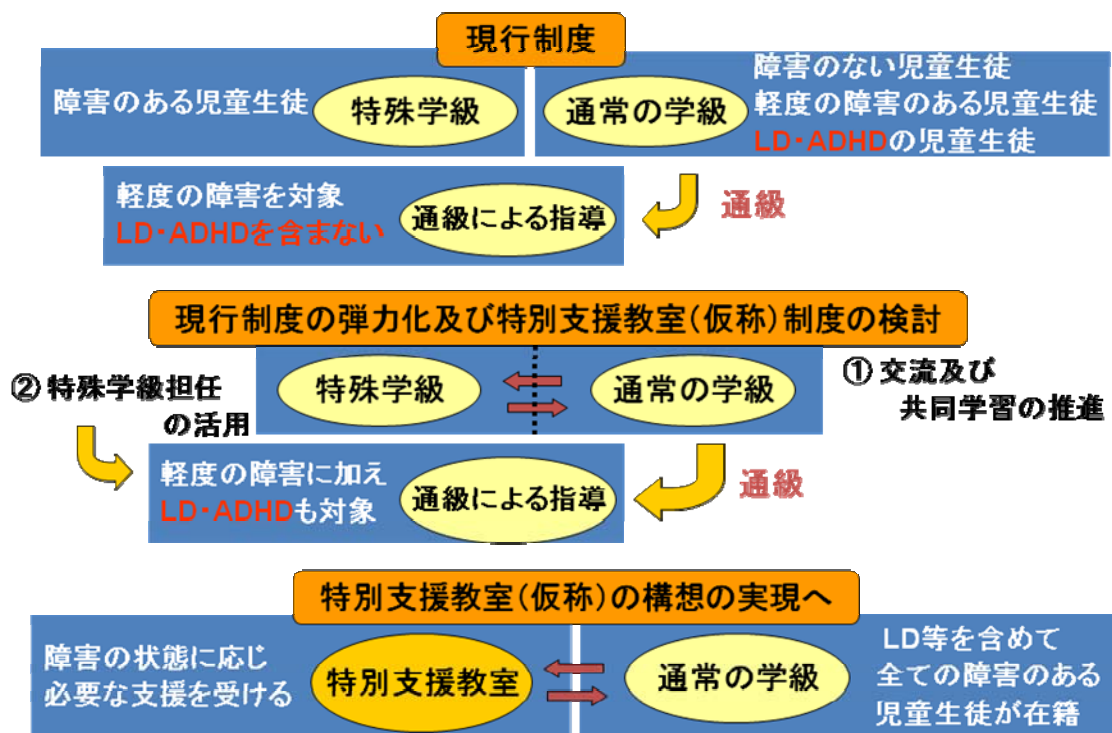 現行制度
障害のある児童生徒
特殊学級
通常の学級
障害のない児童生徒
軽度の障害のある児童生徒
LD・ADHDの児童生徒
軽度の障害を対象
LD・ADHDを含まない
通級による指導
通級
現行制度の弾力化及び特別支援教室(仮称)制度の検討
② 特殊学級担任
の活用
特殊学級
通常の学級
① 交流及び
共同学習の推進
軽度の障害に加え
LD・ADHDも対象
通級による指導
通級
特別支援教室(仮称)の構想の実現へ
障害の状態に応じ
必要な支援を受ける
特別支援教室
通常の学級
LD等を含めて
全ての障害のある
児童生徒が在籍